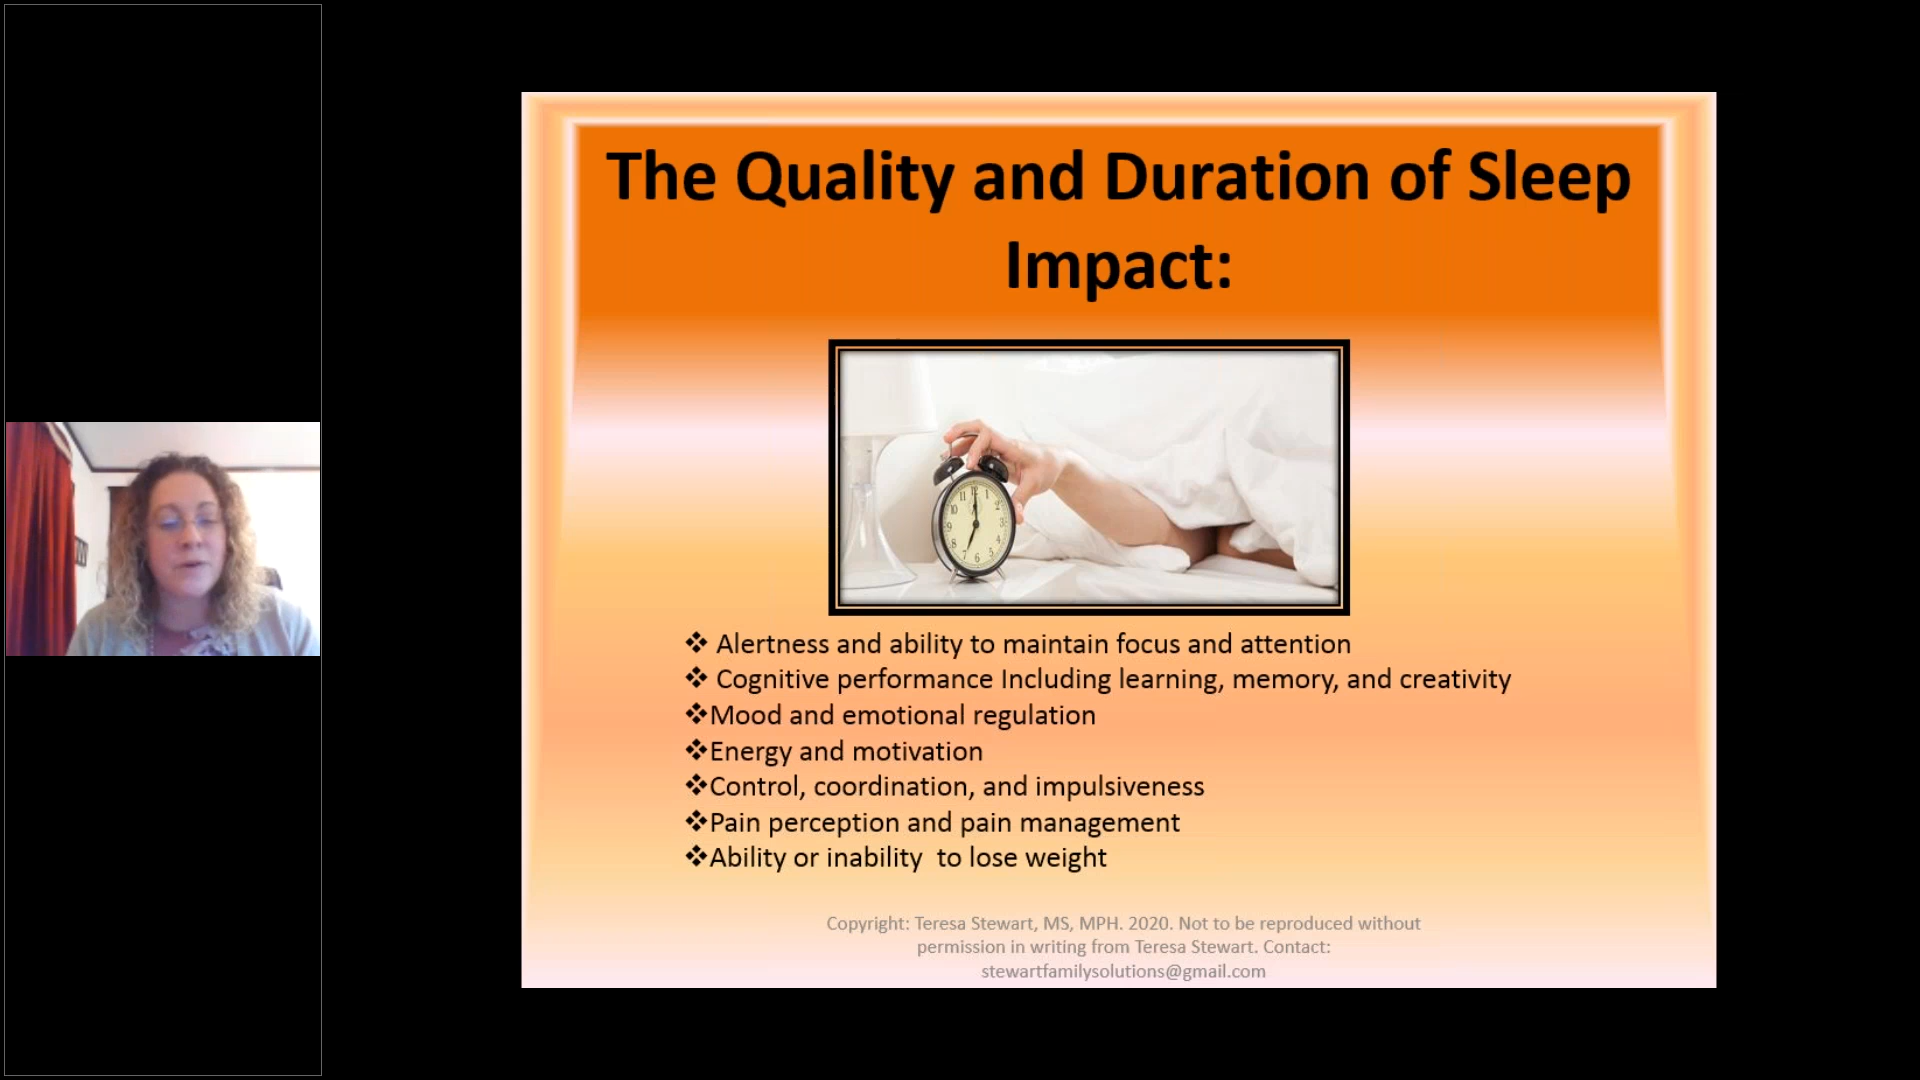 The Quality and Duration of Sleep
Impact:
❖ Alertness and ability to maintain focus and attention
❖ Cognitive performance Including learning, memory, and creativity
❖Mood and emotional regulation
❖Energy and motivation
❖Control, coordination, and impulsiveness
❖Pain perception and pain management
❖Ability or inability  to lose weight
Copyright: Teresa Stewart, MS, MPH. 2020. Not to be reproduced without
permission in writing from Teresa Stewart. Contact:
stewartfamilysolutions@gmail.com